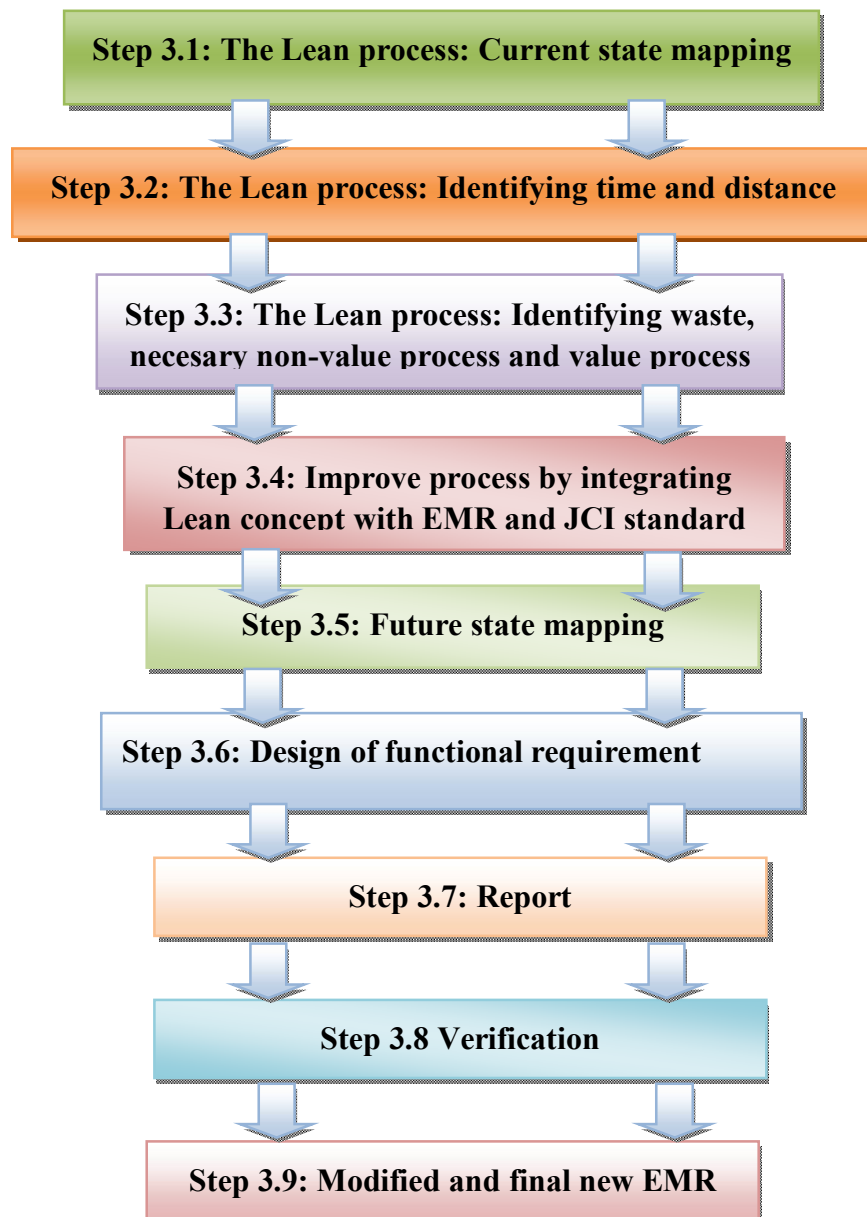 Step 3.1: The Lean process: Current state mapping
Step 3.2: The Lean process: Identifying time and distance
Step 3.3: The Lean process: Identifying waste,
necesary non-value process and value process
Step 3.4: Improve process by integrating
Lean concept with EMR and JCI standard
Step 3.5: Future state mapping
Step 3.6: Design of functional requirement
Step 3.7: Report
Step 3.8 Verification
Step 3.9: Modified and final new EMR